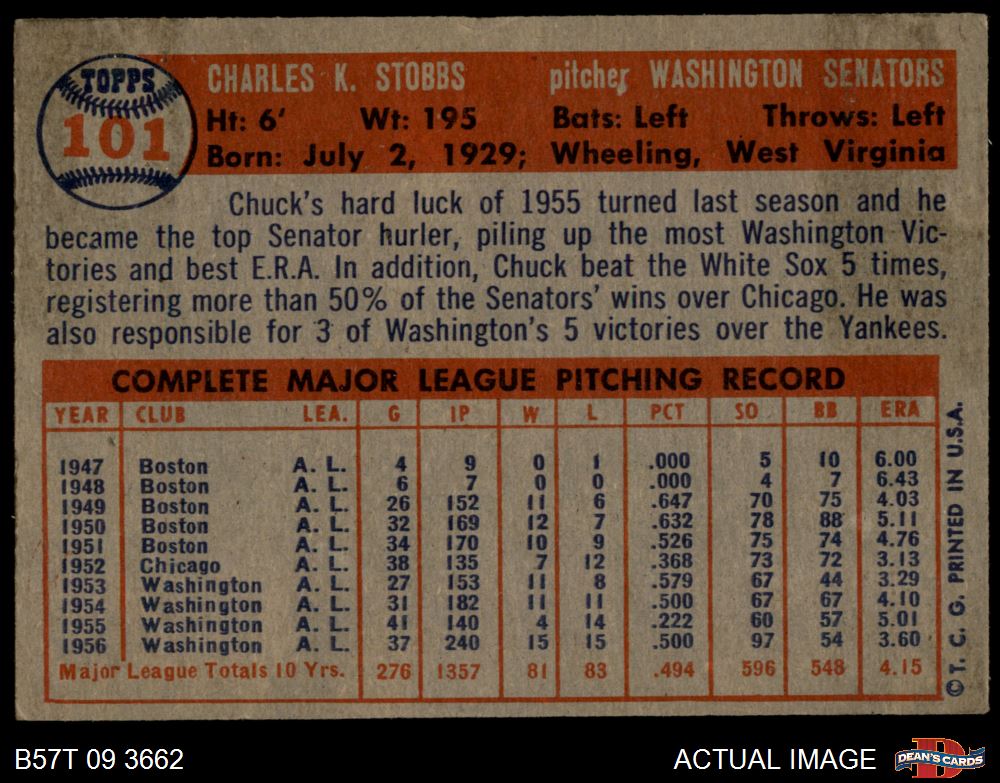 TOPPS
101
CHARLES K. STOBBS pitcher WASHINGTON SENATORS
Ht: 6' Wt: 195 Bats: Left Throws: Left
Born: July 2, 1929; Wheeling, West Virginia
Chuck's hard luck of 1955 turned last season and he
became the top Senator hurler, piling up the most Washington Vic-
tories and best E.R.A. In addition, Chuck beat the White Sox 5 times,
registering more than 50% of the Senators' wins over Chicago. He was
also responsible for 3 of Washington's 5 victories over the Yankees.
COMPLETE MAJOR LEAGUE PITCHING RECORD
YEAR CLUB LEA. G IP W L PCT SO BB ERA
1947 Boston A. L. 4 9 0 1 .000 5 10 6.00
1948 Boston A. L. 6 7 0 0 .000 4 7 6.43
1949 Boston A. L. 26 152 11 6 .647 70 75 4.03
1950 Boston A. L. 32 169 12 7 .632 78 88 5.11
1951 Boston A. L. 34 170 10 9 .526 75 74 4.76
1952 Chicago A. L. 38 135 7 12 .368 73 72 3.13
1953 Washington A. L. 27 153 11 8 .579 67 44 3.29
1954 Washington A. L. 31 182 11 11 .500 67 67 4.10
1955 Washington A. L. 41 140 4 14 .222 60 57 5.01
1956 Washington A. L. 37 240 15 15 .500 97 54 3.60
Major League Totals 10 Yrs. 276 1357 81 83 .494 596 548 4.15
©T. C. G. PRINTED IN U.S.A.
B57T 09 3662 ACTUAL IMAGE
D
DEAN'S CARDS